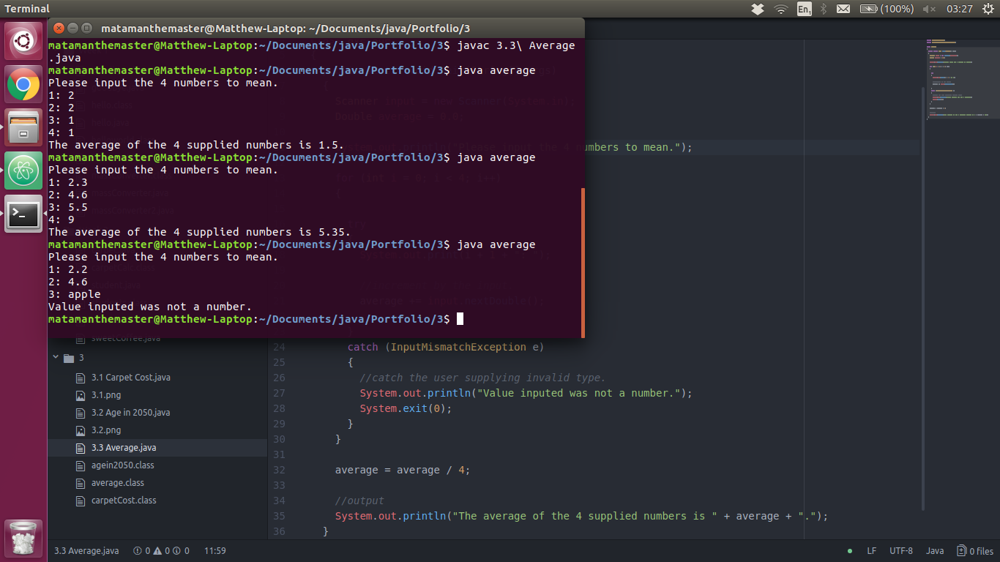 Terminal
En1
(100%)
03:27
matamanthemaster@Matthew-Laptop: ~/Documents/java/Portfolio/3
matamanthemaster@Matthew-Laptop:~/Documents/java/Portfolio/3$ javac 3.3\ Average
.java
matamanthemaster@Matthew-Laptop:~/Documents/java/Portfolio/3$ java average
Please input the 4 numbers to mean.
1: 2
2: 2
3: 1
4: 1
The average of the 4 supplied numbers is 1.5.
matamanthemaster@Matthew-Laptop:~/Documents/java/Portfolio/3$ java average
Please input the 4 numbers to mean.
1: 2.3
2: 4.6
3: 5.5
4: 9
The average of the 4 supplied numbers is 5.35.
matamanthemaster@Matthew-Laptop:~/Documents/java/Portfolio/3$ java average
Please input the 4 numbers to mean.
1: 2.2
2: 4.6
3: apple
Value inputed was not a number.
matamanthemaster@Matthew-Laptop:~/Documents/java/Portfolio/3$
umbers to mean.");
sweetCoffee.java
3
3.1 Carpet Cost.java
3.1.png
3.2 Age in 2050.java
3.2.png
3.3 Average.java
agein2050.class
average.class
carpetCost.class
24 catch (InputMismatchException e)
25 {
26 //catch the user supplying invalid type.
27 System.out.println("Value inputed was not a number.");
28 System.exit(0);
29 }
30 }
31
32 average = average / 4;
33
34 //output
35 System.out.println("The average of the 4 supplied numbers is " + average + ".");
36 }
3.3 Average.java 0 0 0 11:59
LF UTF-8 Java 0 files